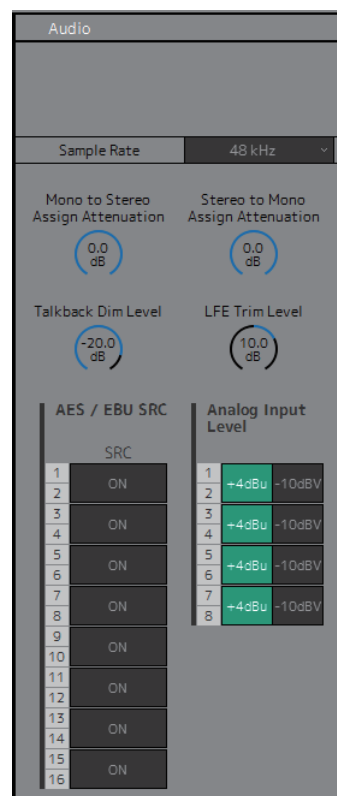 Audio
Sample Rate 48 kHz
Mono to Stereo
Assign Attenuation
0.0
dB
Stereo to Mono
Assign Attenuation
0.0
dB
Talkback Dim Level
-20.0
dB
LFE Trim Level
10.0
dB
AES / EBU SRC
SRC
1
2
ON
3
4
ON
5
6
ON
7
8
ON
9
10
ON
11
12
ON
13
14
ON
15
16
ON
Analog Input
Level
1
2
+4dBu -10dBV
3
4
+4dBu -10dBV
5
6
+4dBu -10dBV
7
8
+4dBu -10dBV